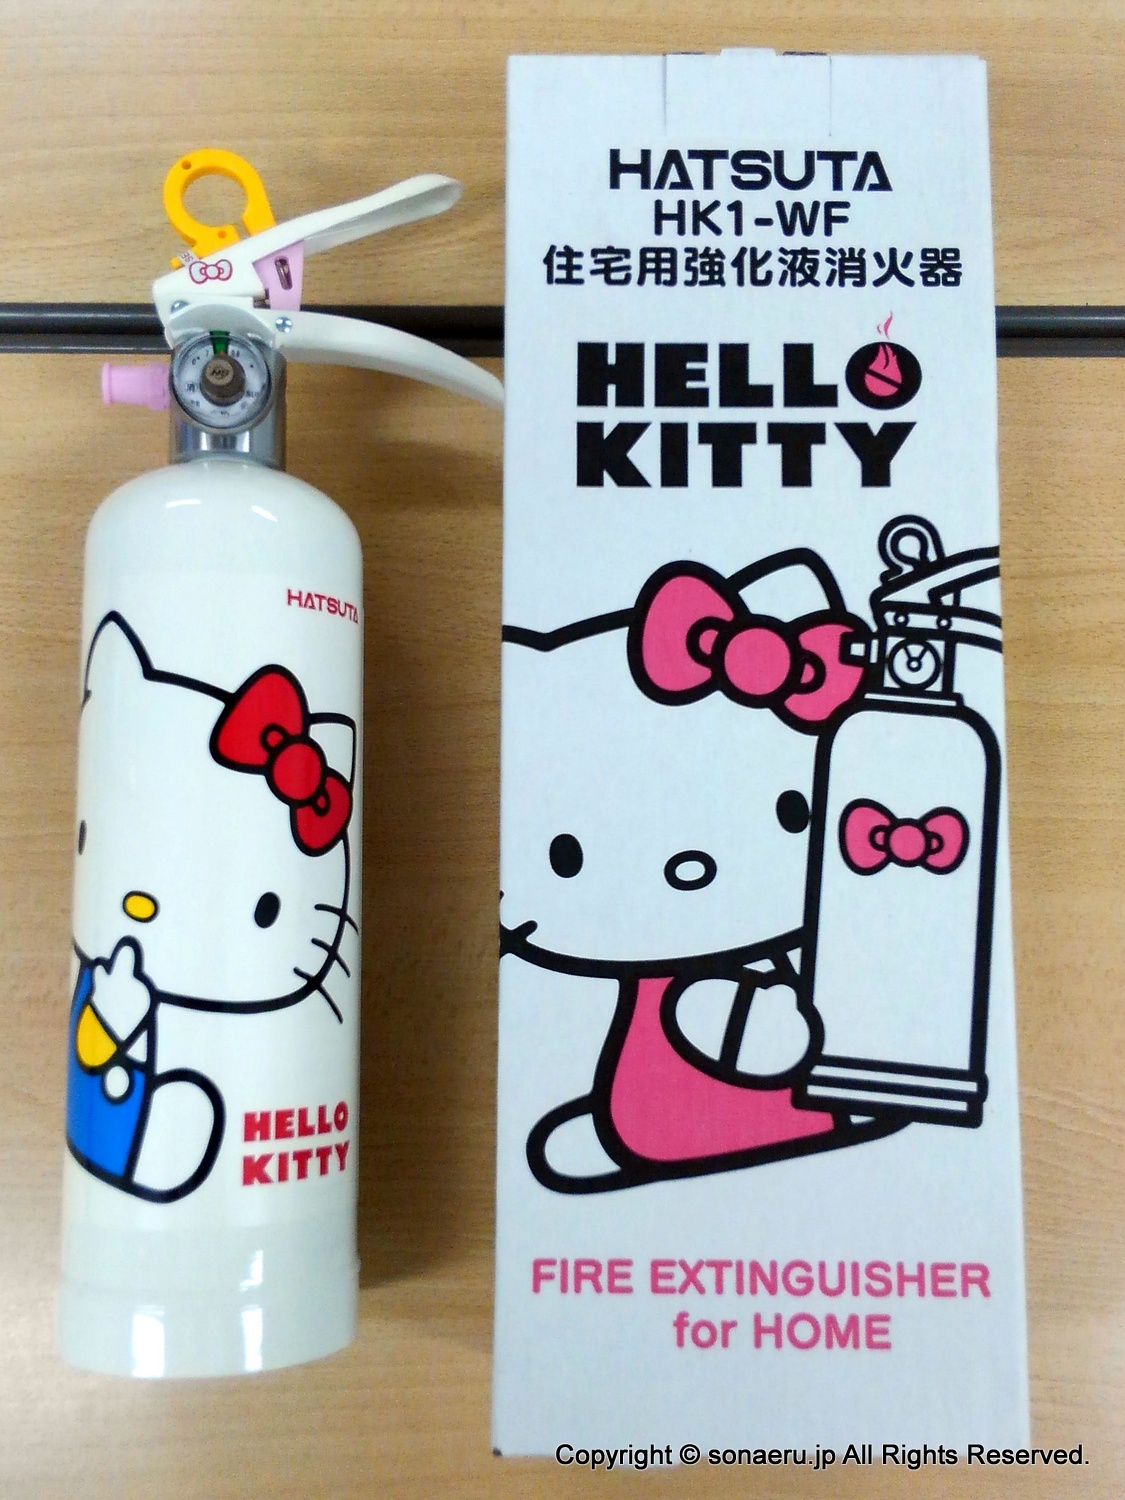 HATSUTA
HELLO
KITTY
HATSUTA
HK1-WF
住宅用強化液消火器
HELLO
KITTY
FIRE EXTINGUISHER
for HOME
Copyright © sonaeru.jp All Rights Reserved.